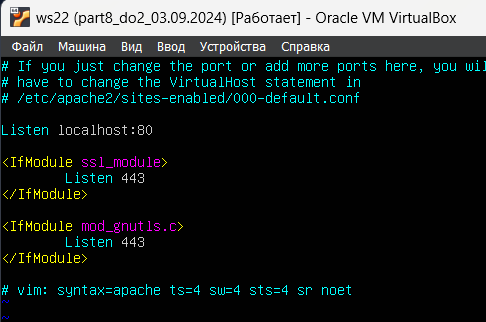 ws22 (part8_do2_03.09.2024) [Работает] - Oracle VM VirtualBox
Файл Машина Вид Ввод Устройства Справка
# If you just change the port or add more ports here, you
# have to change the VirtualHost statement in
# /etc/apache2/sites-enabled/000-default.conf
Listen localhost:80
<IfModule ssl_module>
Listen 443
</IfModule>
<IfModule mod_gnutls.c>
Listen 443
</IfModule>
# vim: syntax=apache ts=4 sw=4 sts=4 sr noet
~
~